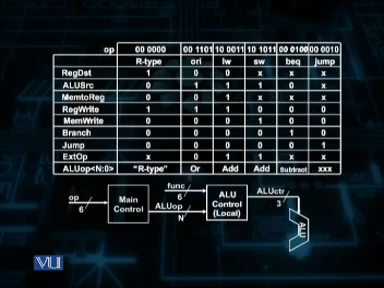 op 00 0000 00 1101 10 0011 10 1011 00 0100 00 0010
R-type ori lw sw beq jump
RegDst 1 0 0 x x x
ALUSrc 0 1 1 1 0 x
MemtoReg 0 0 1 x x x
RegWrite 1 1 1 0 0 0
MemWrite 0 0 0 1 0 0
Branch 0 0 0 0 1 0
Jump 0 0 0 0 0 1
ExtOp x 0 1 1 x x
ALUop<N:0> "R-type" Or Add Add Subtract xxx
op
6
Main
Control
func
6
ALUop
N
ALU
Control
(Local)
ALUctr
3
ALU
VU